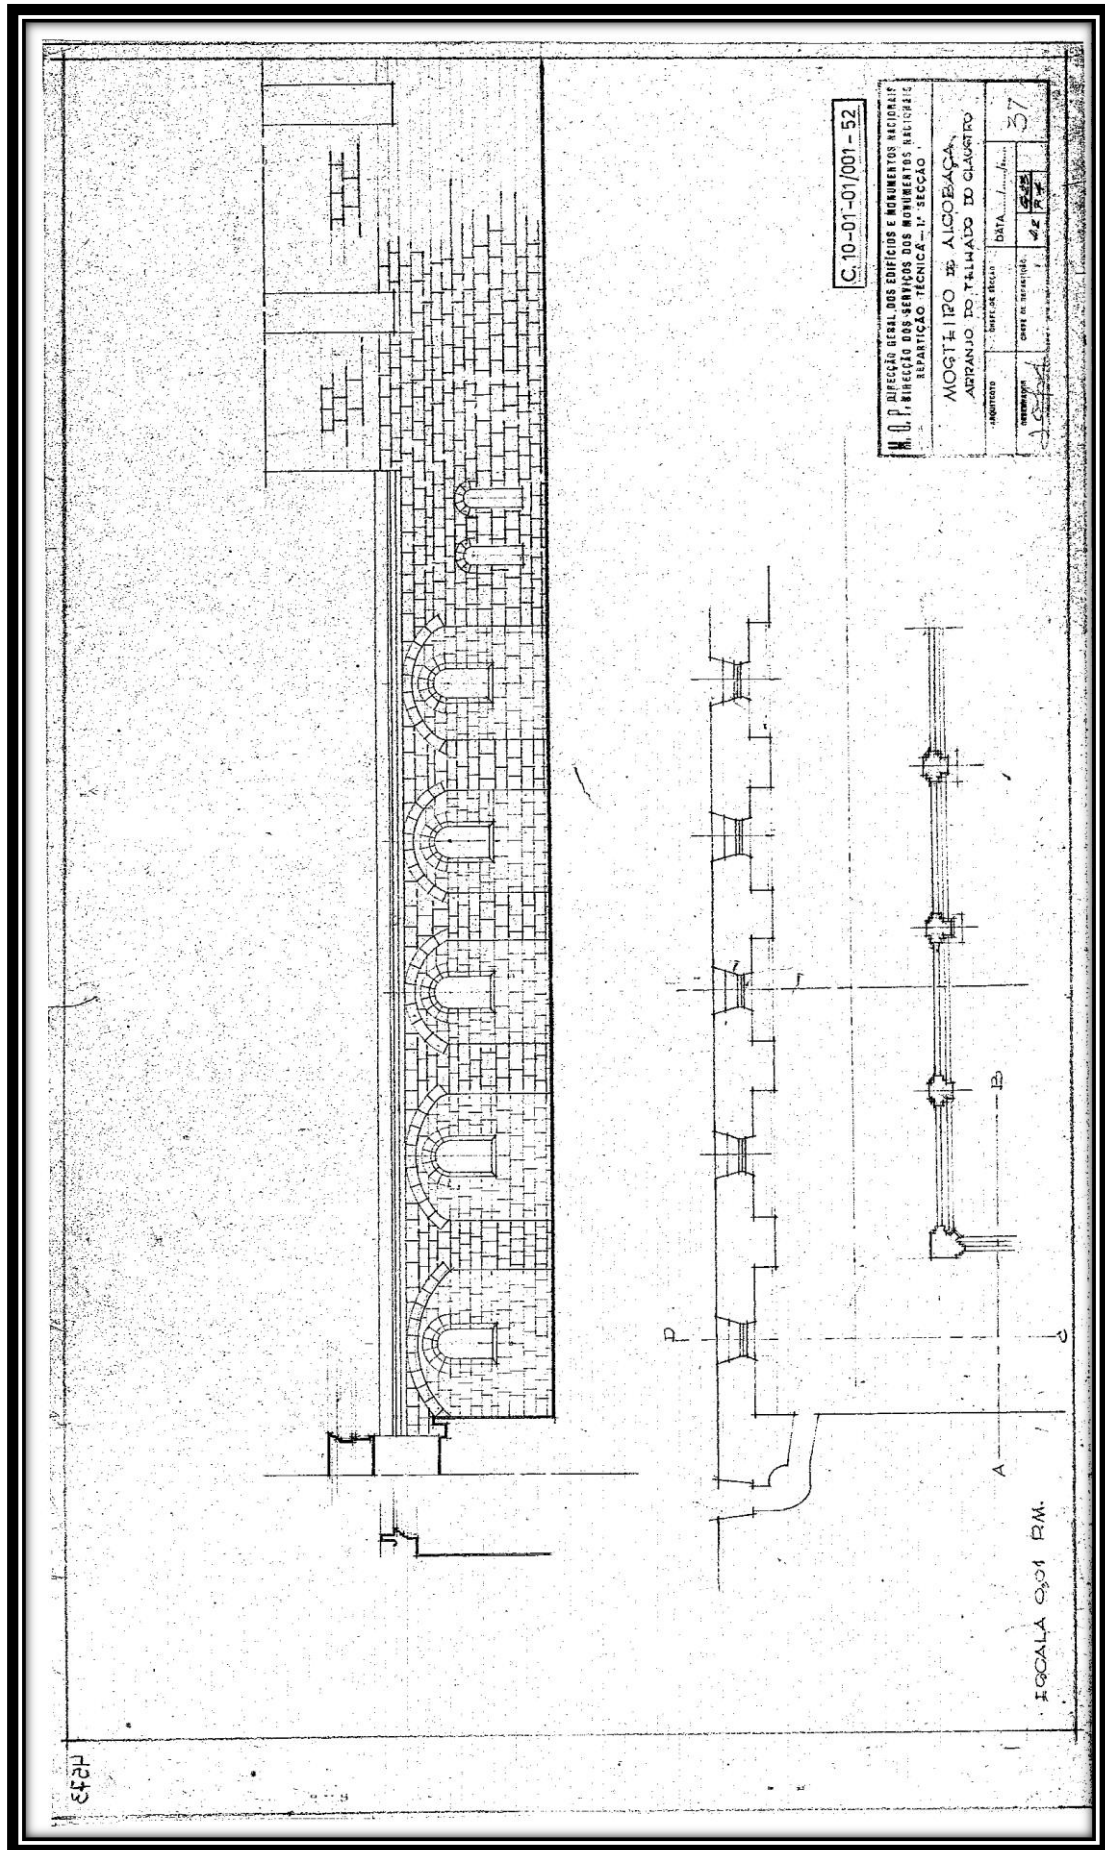 C.10-01-01/001-52
M.O.P. DIRECÇÃO GERAL DOS EDIFÍCIOS E MONUMENTOS NACIONAIS
DIRECÇÃO DOS SERVIÇOS DOS MONUMENTOS NACIONAIS
REPARTIÇÃO TÉCNICA - 1.ª SECÇÃO
MOSTEIRO DE ALCOBAÇA
ARRANJO DO TELHADO DO CLAUSTRO
ARQUITECTO
CHEFE DE SECÇÃO
DATA
37
DESENHADOR
CHEFE DE REPARTIÇÃO
D
C
A
B
ESCALA 0,01 P.M.